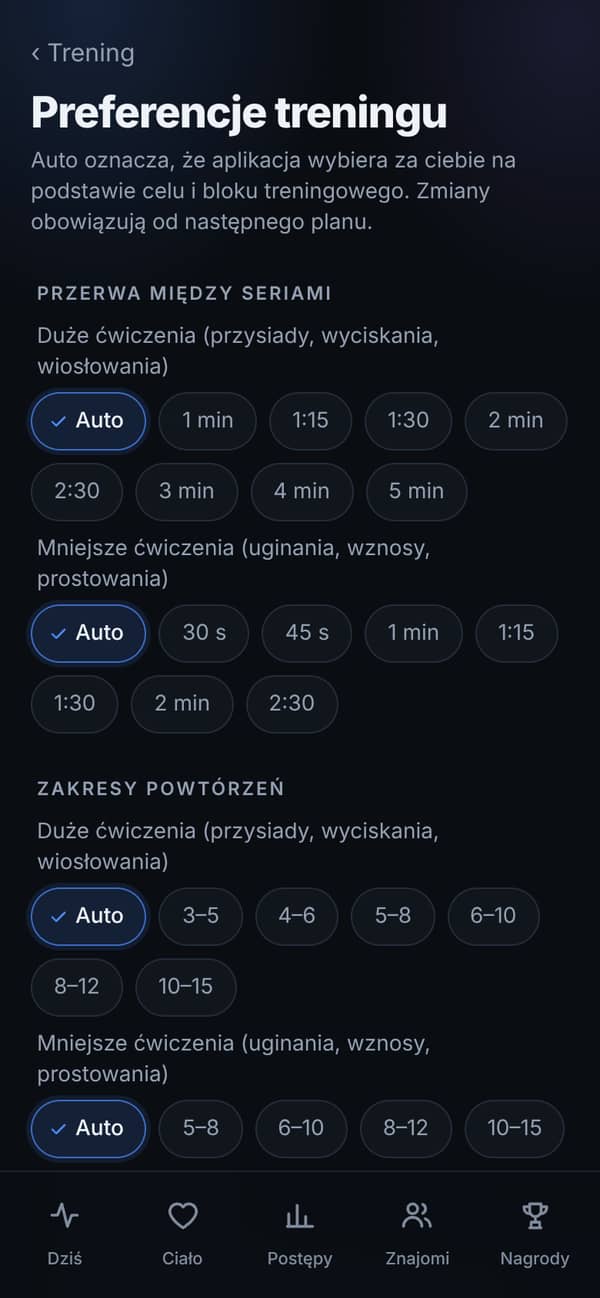 ‹ Trening
Preferencje treningu
Auto oznacza, że aplikacja wybiera za ciebie na
podstawie celu i bloku treningowego. Zmiany
obowiązują od następnego planu.
PRZERWA MIĘDZY SERIAMI
Duże ćwiczenia (przysiady, wyciskania,
wiosłowania)
✓ Auto 1 min 1:15 1:30 2 min
2:30 3 min 4 min 5 min
Mniejsze ćwiczenia (uginania, wznosy,
prostowania)
✓ Auto 30 s 45 s 1 min 1:15
1:30 2 min 2:30
ZAKRESY POWTÓRZEŃ
Duże ćwiczenia (przysiady, wyciskania,
wiosłowania)
✓ Auto 3–5 4–6 5–8 6–10
8–12 10–15
Mniejsze ćwiczenia (uginania, wznosy,
prostowania)
✓ Auto 5–8 6–10 8–12 10–15
Dziś Ciało Postępy Znajomi Nagrody